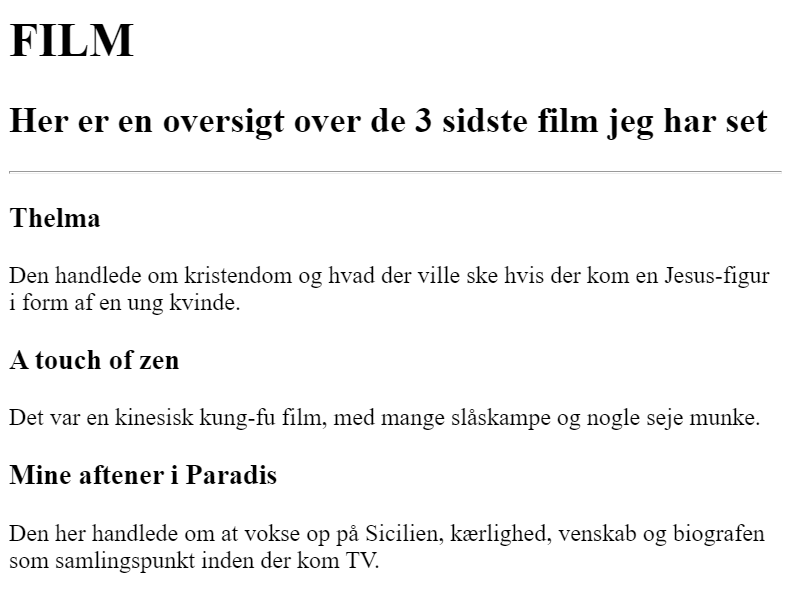 FILM
Her er en oversigt over de 3 sidste film jeg har set
Thelma
Den handlede om kristendom og hvad der ville ske hvis der kom en Jesus-figur
i form af en ung kvinde.
A touch of zen
Det var en kinesisk kung-fu film, med mange slåskampe og nogle seje munke.
Mine aftener i Paradis
Den her handlede om at vokse op på Sicilien, kærlighed, venskab og biografen
som samlingspunkt inden der kom TV.